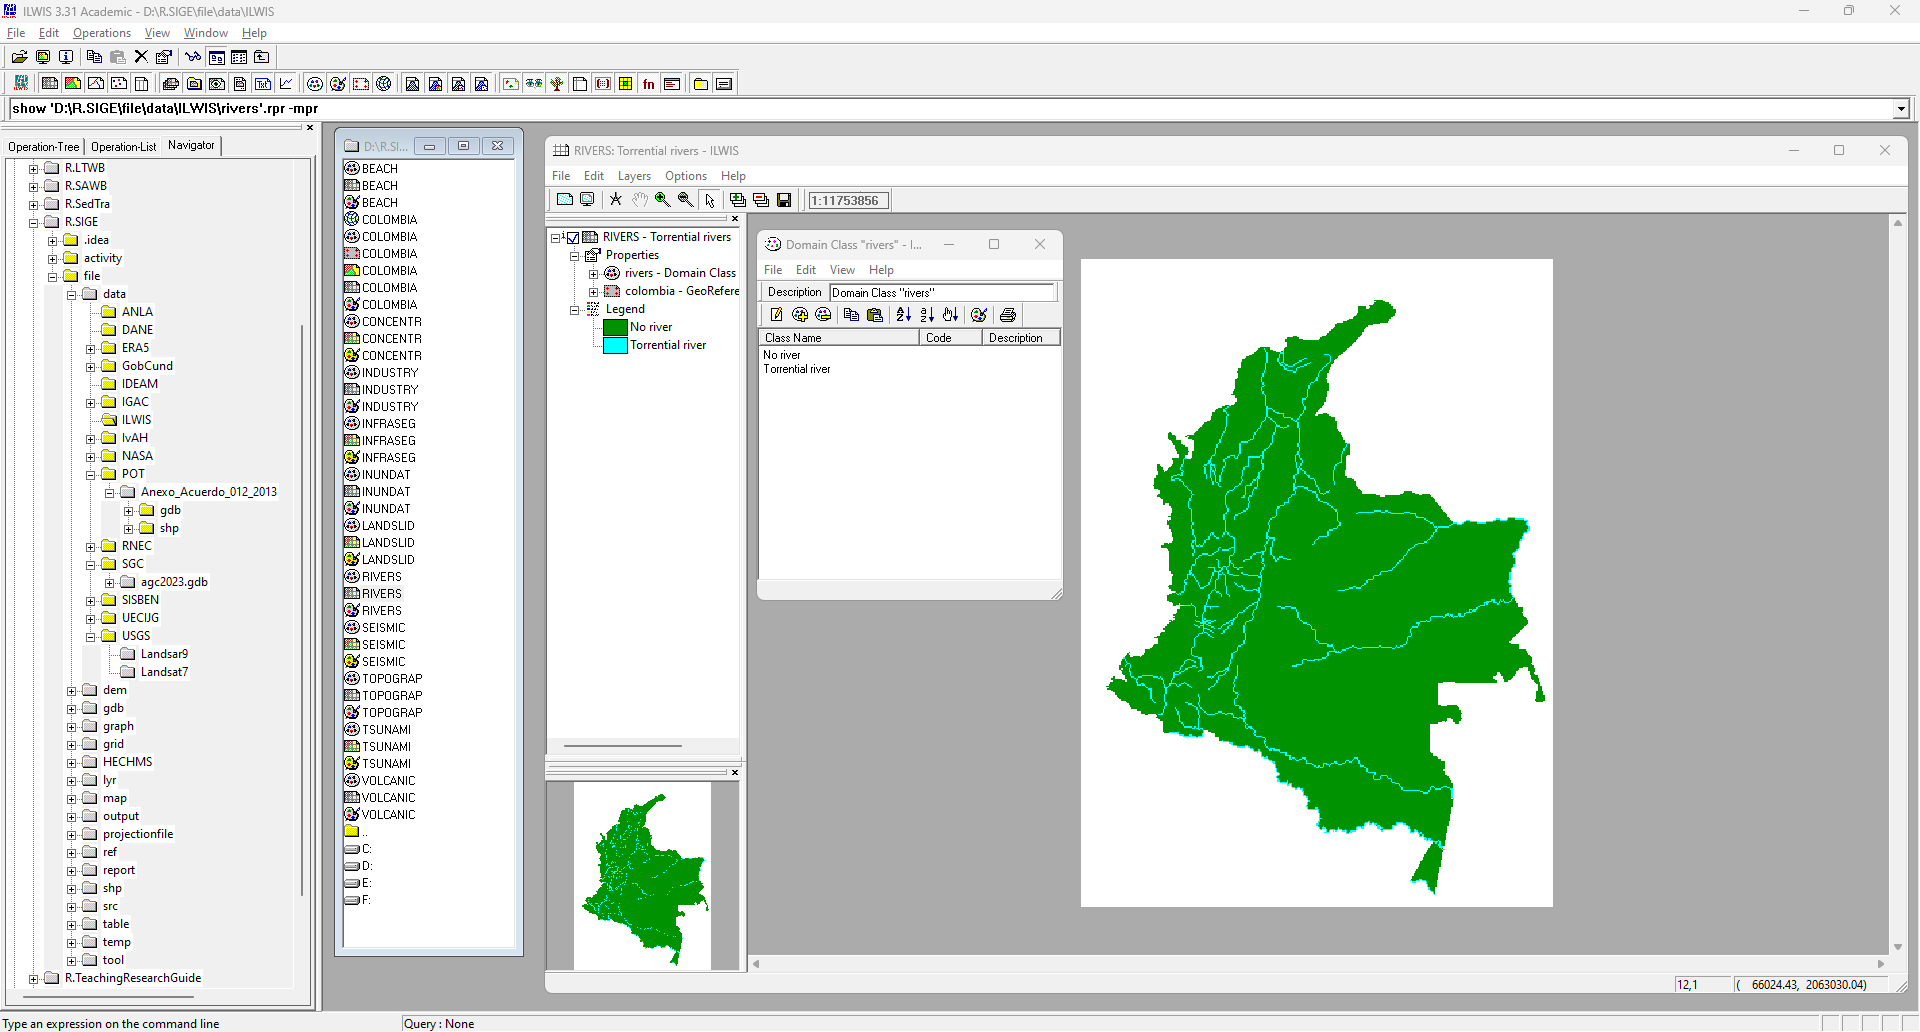 ILWIS 3.31 Academic - D:\R.SIGE\file\data\ILWIS
File Edit Operations View Window Help
show 'D:\R.SIGE\file\data\ILWIS\rivers'.rpr -mpr
Operation-Tree Operation-List Navigator
R.LTWB
R.SAWB
R.SedTra
R.SIGE
.idea
activity
file
data
ANLA
DANE
ERA5
GobCund
IDEAM
IGAC
ILWIS
IvAH
NASA
POT
Anexo_Acuerdo_012_2013
gdb
shp
RNEC
SGC
agc2023.gdb
SISBEN
UECIJG
USGS
Landsar9
Landsat7
dem
gdb
graph
grid
HECHMS
lyr
map
output
projectionfile
ref
report
shp
src
table
temp
tool
R.TeachingResearchGuide
D:\R.SI...
BEACH
BEACH
BEACH
COLOMBIA
COLOMBIA
COLOMBIA
COLOMBIA
COLOMBIA
COLOMBIA
CONCENTR
CONCENTR
CONCENTR
INDUSTRY
INDUSTRY
INDUSTRY
INFRASEG
INFRASEG
INFRASEG
INUNDAT
INUNDAT
INUNDAT
LANDSLID
LANDSLID
LANDSLID
RIVERS
RIVERS
RIVERS
SEISMIC
SEISMIC
SEISMIC
TOPOGRAP
TOPOGRAP
TOPOGRAP
TSUNAMI
TSUNAMI
TSUNAMI
VOLCANIC
VOLCANIC
VOLCANIC
..
C:
D:
E:
F:
RIVERS: Torrential rivers - ILWIS
File Edit Layers Options Help
1:11753856
RIVERS - Torrential rivers
Properties
rivers - Domain Class
colombia - GeoRefere
Legend
No river
Torrential river
Domain Class "rivers" - I...
File Edit View Help
Description Domain Class "rivers"
Class Name Code Description
No river
Torrential river
12,1 ( 66024.43, 2063030.04)
Type an expression on the command line Query : None